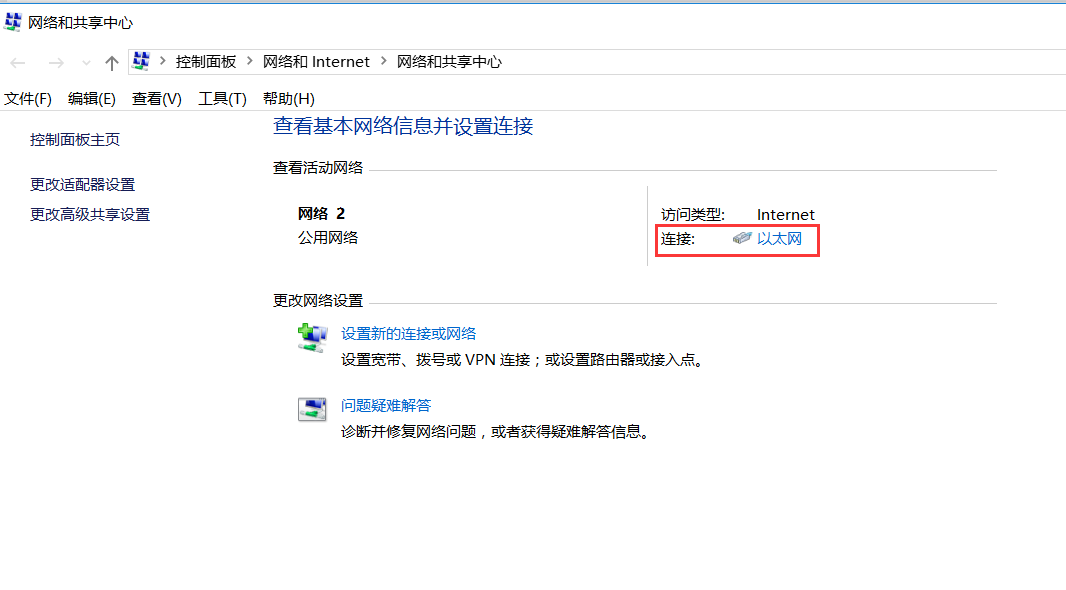 网络和共享中心
控制面板 网络和 Internet 网络和共享中心
文件(F) 编辑(E) 查看(V) 工具(T) 帮助(H)
控制面板主页
更改适配器设置
更改高级共享设置
查看基本网络信息并设置连接
查看活动网络
网络 2
公用网络
访问类型: Internet
连接: 以太网
更改网络设置
设置新的连接或网络
设置宽带、拨号或 VPN 连接；或设置路由器或接入点。
问题疑难解答
诊断并修复网络问题，或者获得疑难解答信息。